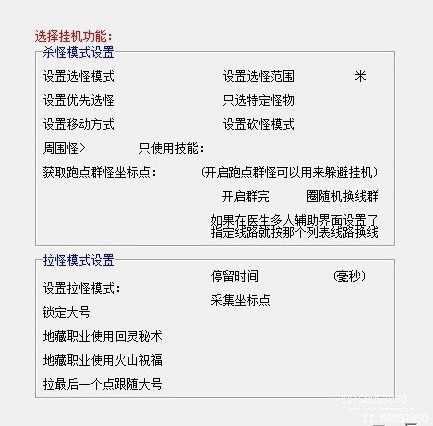 选择挂机功能:
杀怪模式设置
设置选怪模式 设置选怪范围 米
设置优先选怪 只选特定怪物
设置移动方式 设置砍怪模式
周围怪> 只使用技能:
获取跑点群怪坐标点: (开启跑点群怪可以用来躲避挂机)
开启群完 圈随机换线群
如果在医生多人辅助界面设置了
指定线路就按那个列表线路换线
拉怪模式设置
停留时间 (毫秒)
设置拉怪模式:
采集坐标点
锁定大号
地藏职业使用回灵秘术
地藏职业使用火山祝福
拉最后一个点跟随大号